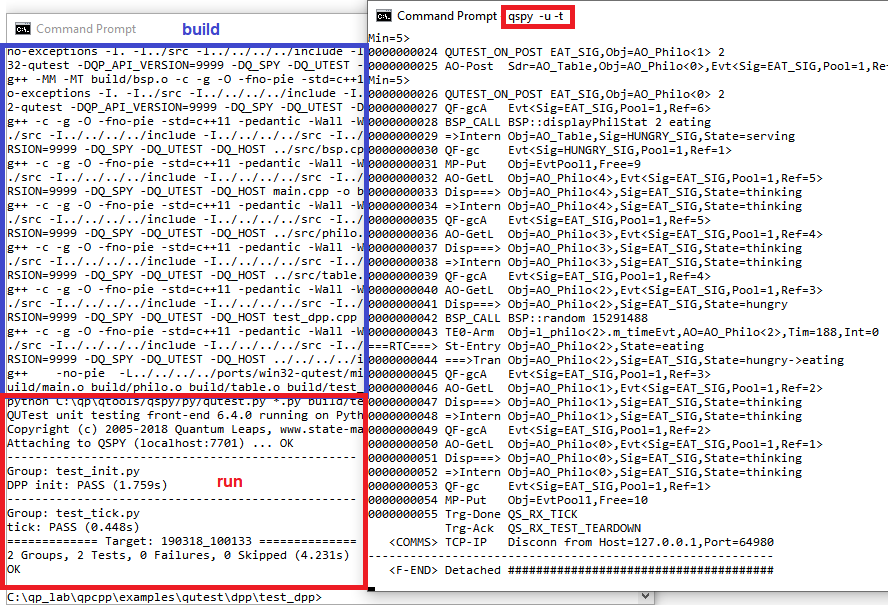 Command Prompt
build
no-exceptions -I. -I../src -I../../../../include -I
32-qutest -DQP_API_VERSION=9999 -DQ_SPY -DQ_UTEST -D
g++ -MM -MT build/bsp.o -c -g -O -fno-pie -std=c++1
o-exceptions -I. -I../src -I../../../../include -I.
2-qutest -DQP_API_VERSION=9999 -DQ_SPY -DQ_UTEST -DQ
g++ -c -g -O -fno-pie -std=c++11 -pedantic -Wall -W
./src -I../../../../include -I../../../../src -I../
RSION=9999 -DQ_SPY -DQ_UTEST -DQ_HOST ../src/bsp.cp
g++ -c -g -O -fno-pie -std=c++11 -pedantic -Wall -W
./src -I../../../../include -I../../../../src -I../
RSION=9999 -DQ_SPY -DQ_UTEST -DQ_HOST main.cpp -o b
g++ -c -g -O -fno-pie -std=c++11 -pedantic -Wall -W
./src -I../../../../include -I../../../../src -I../
RSION=9999 -DQ_SPY -DQ_UTEST -DQ_HOST ../src/philo.
g++ -c -g -O -fno-pie -std=c++11 -pedantic -Wall -W
./src -I../../../../include -I../../../../src -I../
RSION=9999 -DQ_SPY -DQ_UTEST -DQ_HOST ../src/table.
g++ -c -g -O -fno-pie -std=c++11 -pedantic -Wall -W
./src -I../../../../include -I../../../../src -I../
RSION=9999 -DQ_SPY -DQ_UTEST -DQ_HOST test_dpp.cpp
g++ -c -g -O -fno-pie -std=c++11 -pedantic -Wall -W
./src -I../../../../include -I../../../../src -I../
RSION=9999 -DQ_SPY -DQ_UTEST -DQ_HOST ../../../../i
g++ -no-pie -L../../../../ports/win32-qutest/mi
uild/main.o build/philo.o build/table.o build/test_
python C:\qp\qtools/qspy/py/qutest.py *.py build/te
QUTest unit testing front-end 6.4.0 running on Pyth
Copyright (c) 2005-2018 Quantum Leaps, www.state-ma
Attaching to QSPY (localhost:7701) ... OK
--------------------------------------------------
Group: test_init.py
DPP init: PASS (1.759s)
run
--------------------------------------------------
Group: test_tick.py
tick: PASS (0.448s)
============= Target: 190318_100133 ==============
2 Groups, 2 Tests, 0 Failures, 0 Skipped (4.231s)
OK
C:\qp_lab\qpcpp\examples\qutest\dpp\test_dpp>
Command Prompt qspy -u -t
Min=5>
0000000024 QUTEST_ON_POST EAT_SIG,Obj=AO_Philo<1> 2
0000000025 AO-Post Sdr=AO_Table,Obj=AO_Philo<0>,Evt<Sig=EAT_SIG,Pool=1,Re
Min=5>
0000000026 QUTEST_ON_POST EAT_SIG,Obj=AO_Philo<0> 2
0000000027 QF-gcA Evt<Sig=EAT_SIG,Pool=1,Ref=6>
0000000028 BSP_CALL BSP::displayPhilStat 2 eating
0000000029 =>Intern Obj=AO_Table,Sig=HUNGRY_SIG,State=serving
0000000030 QF-gc Evt<Sig=HUNGRY_SIG,Pool=1,Ref=1>
0000000031 MP-Put Obj=EvtPool1,Free=9
0000000032 AO-GetL Obj=AO_Philo<4>,Evt<Sig=EAT_SIG,Pool=1,Ref=5>
0000000033 Disp===> Obj=AO_Philo<4>,Sig=EAT_SIG,State=thinking
0000000034 =>Intern Obj=AO_Philo<4>,Sig=EAT_SIG,State=thinking
0000000035 QF-gcA Evt<Sig=EAT_SIG,Pool=1,Ref=5>
0000000036 AO-GetL Obj=AO_Philo<3>,Evt<Sig=EAT_SIG,Pool=1,Ref=4>
0000000037 Disp===> Obj=AO_Philo<3>,Sig=EAT_SIG,State=thinking
0000000038 =>Intern Obj=AO_Philo<3>,Sig=EAT_SIG,State=thinking
0000000039 QF-gcA Evt<Sig=EAT_SIG,Pool=1,Ref=4>
0000000040 AO-GetL Obj=AO_Philo<2>,Evt<Sig=EAT_SIG,Pool=1,Ref=3>
0000000041 Disp===> Obj=AO_Philo<2>,Sig=EAT_SIG,State=hungry
0000000042 BSP_CALL BSP::random 15291488
0000000043 TE0-Arm Obj=l_philo<2>.m_timeEvt,AO=AO_Philo<2>,Tim=188,Int=0
===RTC===> St-Entry Obj=AO_Philo<2>,State=eating
0000000044 ===>Tran Obj=AO_Philo<2>,Sig=EAT_SIG,State=hungry->eating
0000000045 QF-gcA Evt<Sig=EAT_SIG,Pool=1,Ref=3>
0000000046 AO-GetL Obj=AO_Philo<1>,Evt<Sig=EAT_SIG,Pool=1,Ref=2>
0000000047 Disp===> Obj=AO_Philo<1>,Sig=EAT_SIG,State=thinking
0000000048 =>Intern Obj=AO_Philo<1>,Sig=EAT_SIG,State=thinking
0000000049 QF-gcA Evt<Sig=EAT_SIG,Pool=1,Ref=2>
0000000050 AO-GetL Obj=AO_Philo<0>,Evt<Sig=EAT_SIG,Pool=1,Ref=1>
0000000051 Disp===> Obj=AO_Philo<0>,Sig=EAT_SIG,State=thinking
0000000052 =>Intern Obj=AO_Philo<0>,Sig=EAT_SIG,State=thinking
0000000053 QF-gc Evt<Sig=EAT_SIG,Pool=1,Ref=1>
0000000054 MP-Put Obj=EvtPool1,Free=10
0000000055 Trg-Done QS_RX_TICK
Trg-Ack QS_RX_TEST_TEARDOWN
<COMMS> TCP-IP Disconn from Host=127.0.0.1,Port=64980
----------------------------------------------------------
<F-END> Detached ######################################